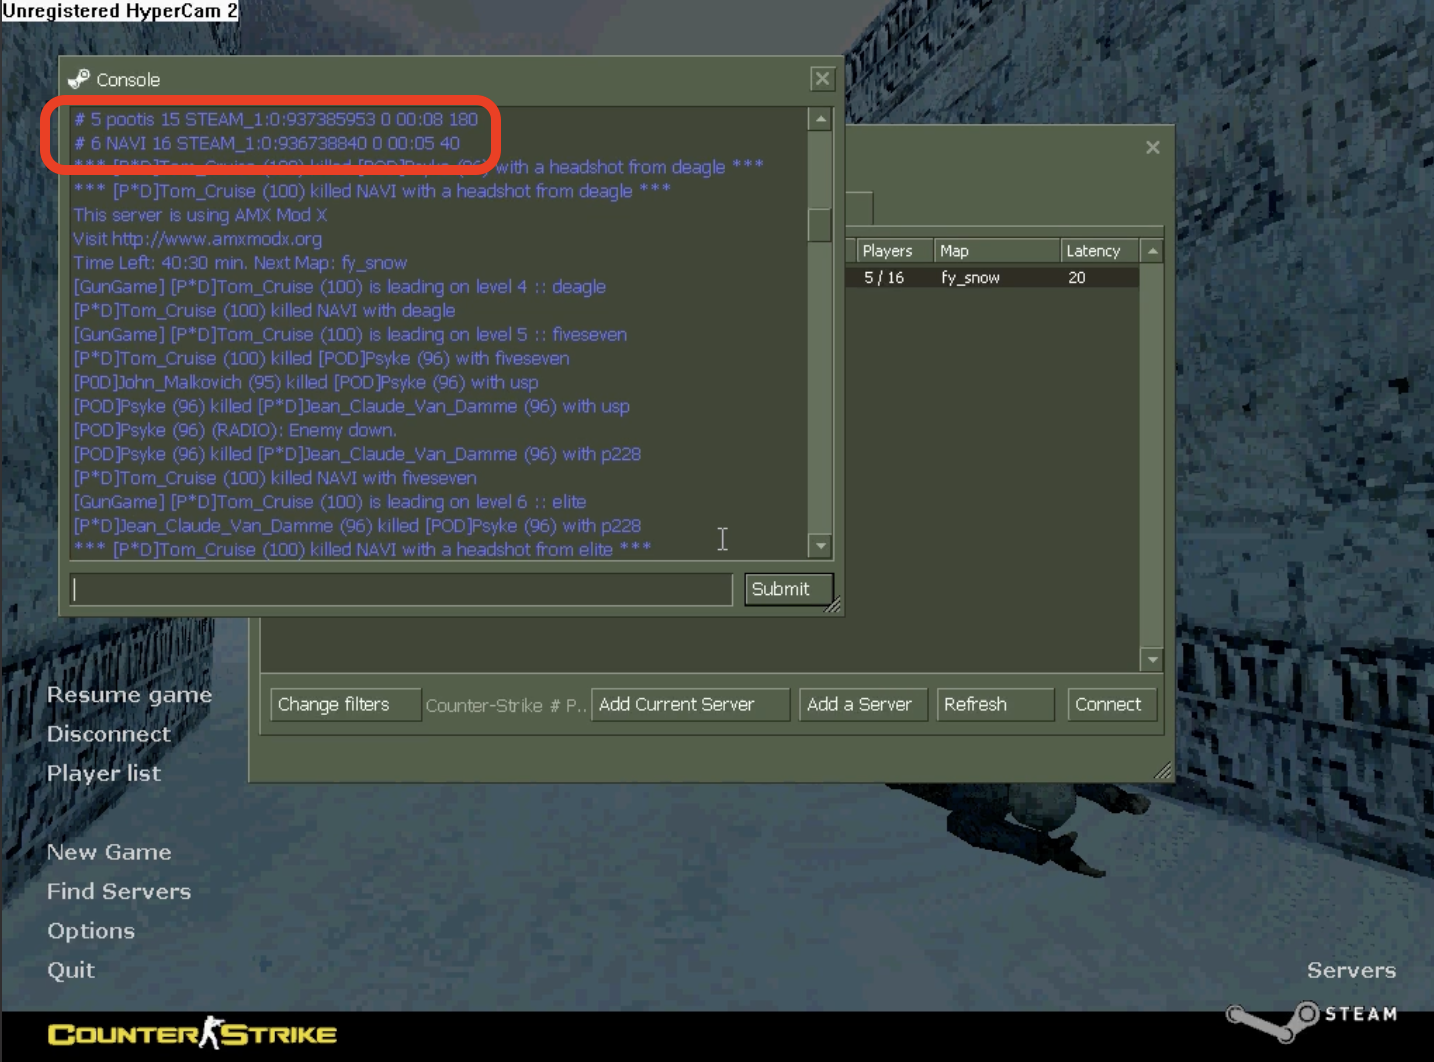 Unregistered HyperCam 2
Console
# 5 pootis 15 STEAM_1:0:937385953 0 00:08 180
# 6 NAVI 16 STEAM_1:0:936738840 0 00:05 40
*** [P*D]Tom_Cruise (100) killed [POD]Psyke (96) with a headshot from deagle ***
*** [P*D]Tom_Cruise (100) killed NAVI with a headshot from deagle ***
This server is using AMX Mod X
Visit http://www.amxmodx.org
Time Left: 40:30 min. Next Map: fy_snow
[GunGame] [P*D]Tom_Cruise (100) is leading on level 4 :: deagle
[P*D]Tom_Cruise (100) killed NAVI with deagle
[GunGame] [P*D]Tom_Cruise (100) is leading on level 5 :: fiveseven
[P*D]Tom_Cruise (100) killed [POD]Psyke (96) with fiveseven
[P0D]John_Malkovich (95) killed [POD]Psyke (96) with usp
[POD]Psyke (96) killed [P*D]Jean_Claude_Van_Damme (96) with usp
[POD]Psyke (96) (RADIO): Enemy down.
[POD]Psyke (96) killed [P*D]Jean_Claude_Van_Damme (96) with p228
[P*D]Tom_Cruise (100) killed NAVI with fiveseven
[GunGame] [P*D]Tom_Cruise (100) is leading on level 6 :: elite
[P*D]Jean_Claude_Van_Damme (96) killed [POD]Psyke (96) with p228
*** [P*D]Tom_Cruise (100) killed NAVI with a headshot from elite ***
Submit
Players Map Latency
5 / 16 fy_snow 20
Change filters Counter-Strike # P.. Add Current Server Add a Server Refresh Connect
Resume game
Disconnect
Player list
New Game
Find Servers
Options
Quit
Servers
STEAM
COUNTER STRIKE